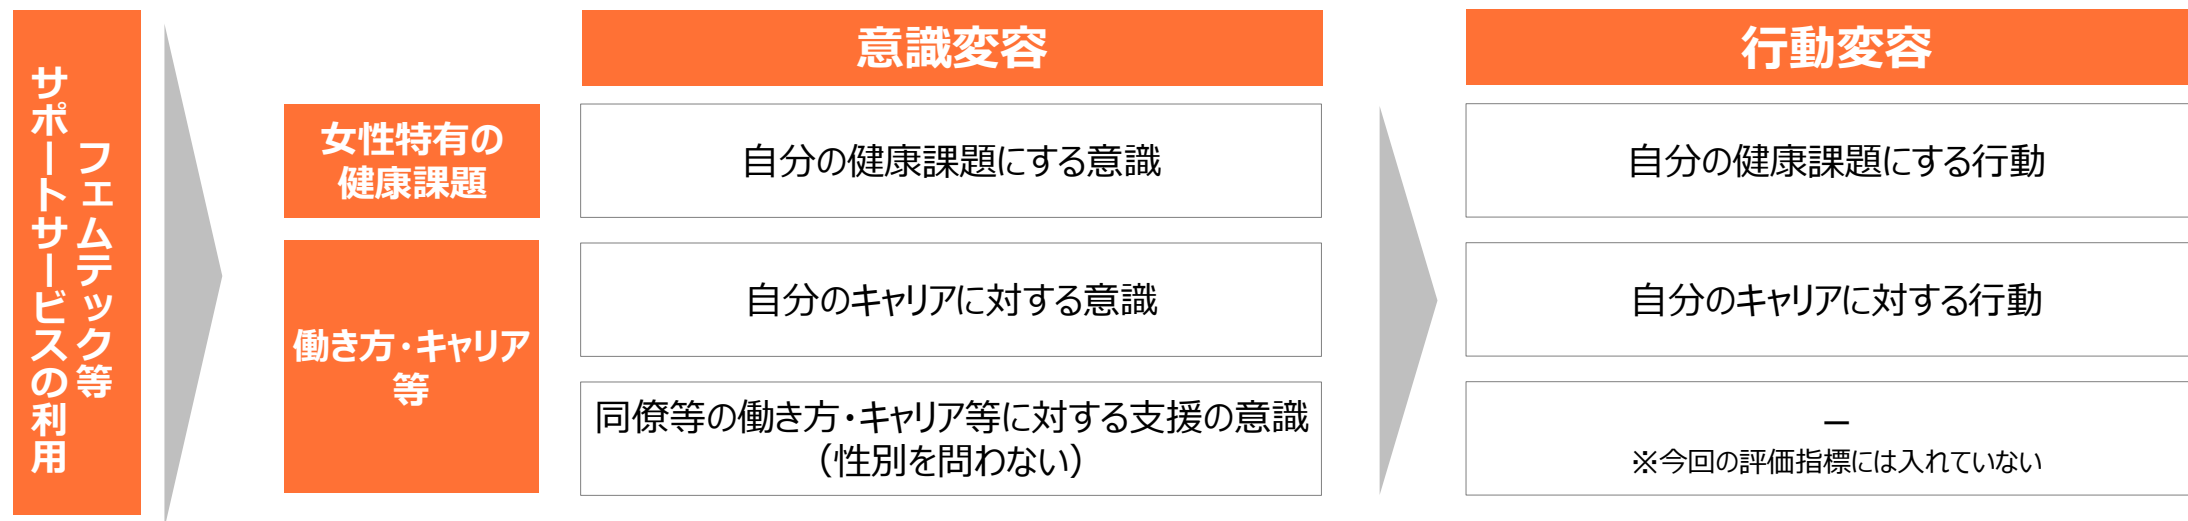 フェムテック等
サポートサービスの利用
意識変容
行動変容
女性特有の
健康課題
自分の健康課題にする意識
自分の健康課題にする行動
働き方・キャリア
等
自分のキャリアに対する意識
自分のキャリアに対する行動
同僚等の働き方・キャリア等に対する支援の意識
（性別を問わない）
ー
※今回の評価指標には入れていない